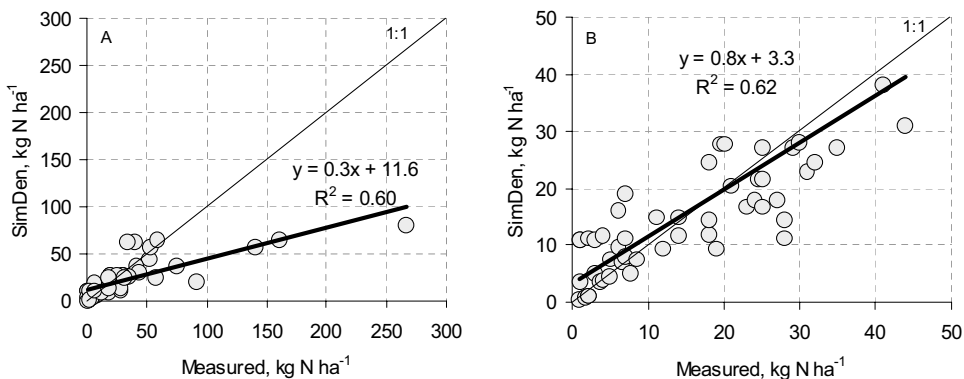 300
250
200
150
100
50
0
SimDen, kg N ha⁻¹
A
1:1
y = 0.3x + 11.6
R² = 0.60
0 50 100 150 200 250 300
Measured, kg N ha⁻¹
50
40
30
20
10
0
SimDen, kg N ha⁻¹
B
1:1
y = 0.8x + 3.3
R² = 0.62
0 10 20 30 40 50
Measured, kg N ha⁻¹